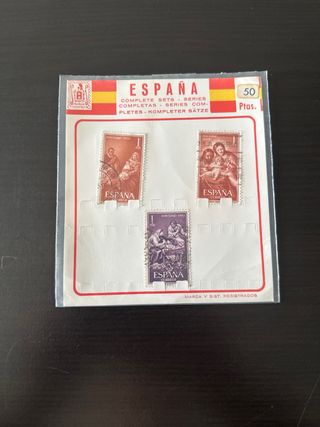 ESPAÑA
COMPLETE SETS - SERIES
COMPLETAS - SERIES COM-
PLETES - KOMPLETER SÄTZE
50
Ptas.
1
ESPAÑA
1
ESPAÑA
1
ESPAÑA
MARCA Y SIST. REGISTRADOS